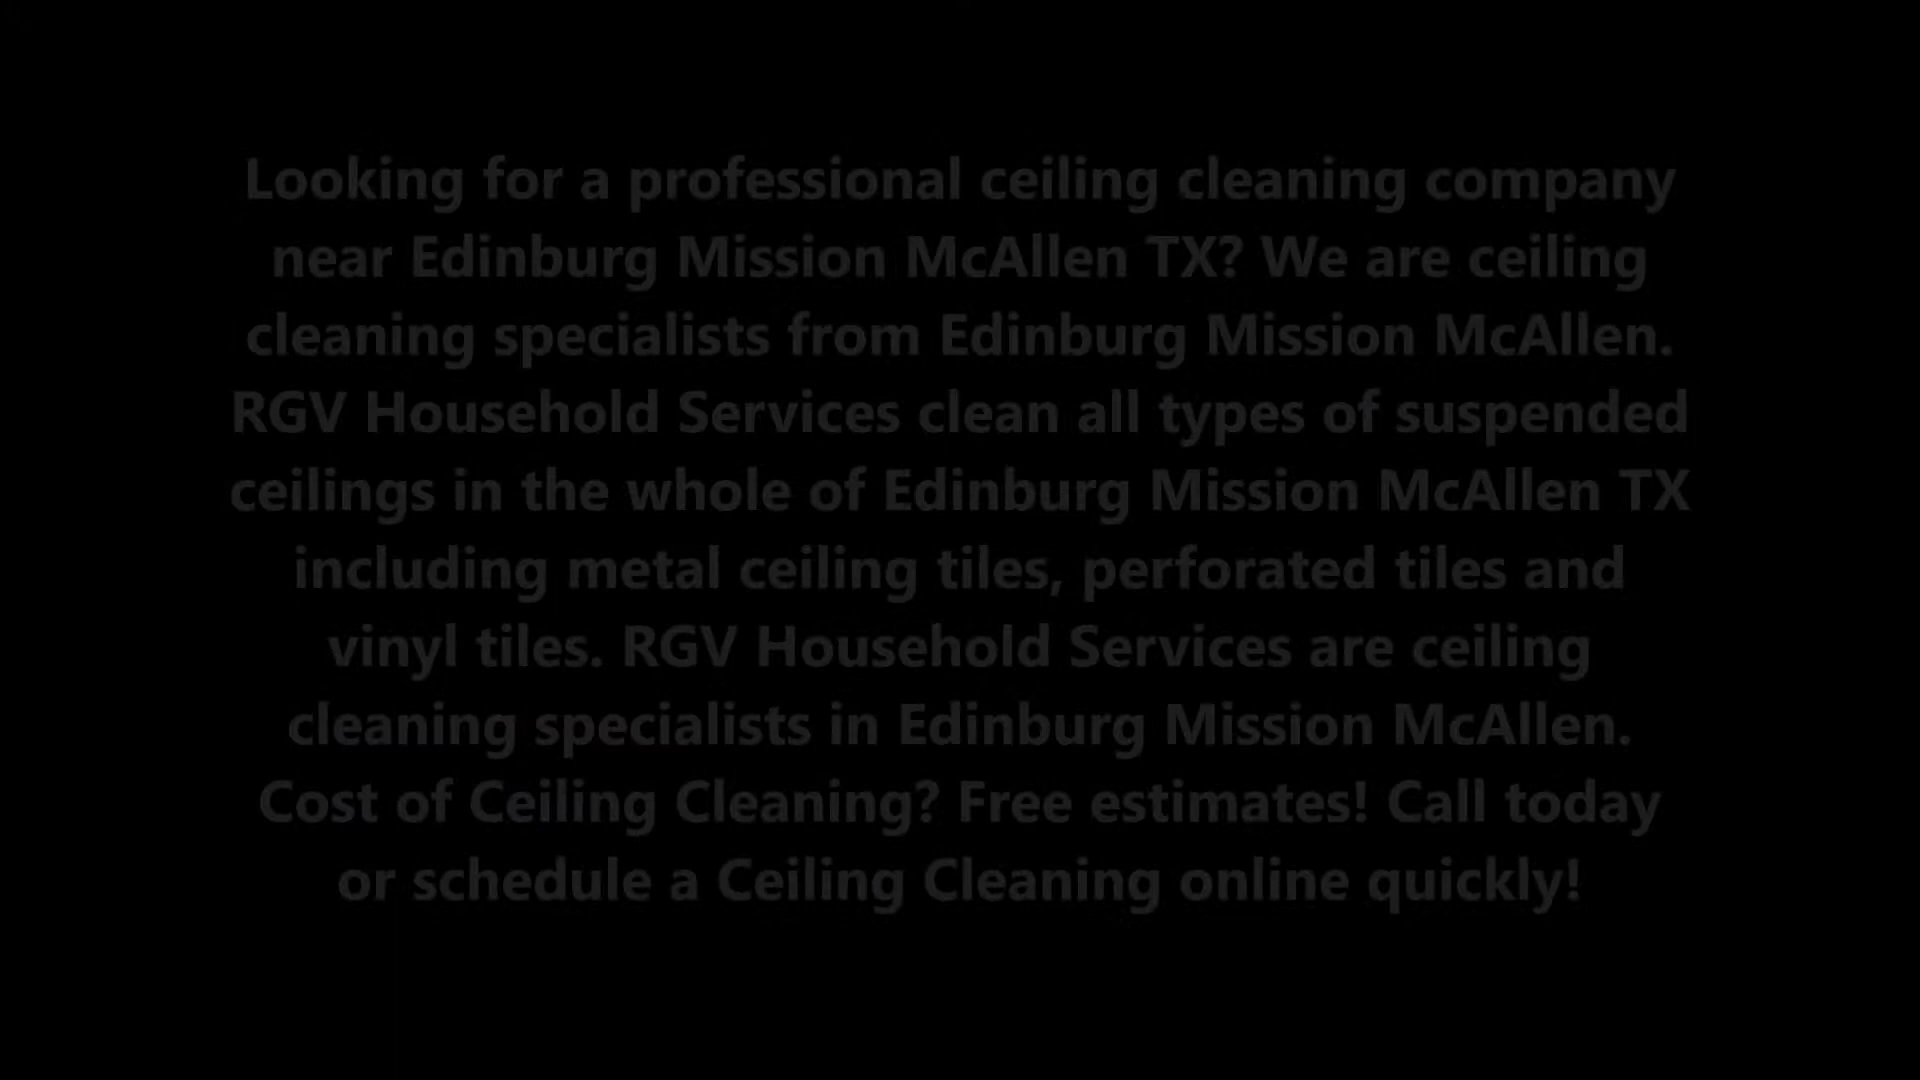 Looking for a professional ceiling cleaning company
near Edinburg Mission McAllen TX? We are ceiling
cleaning specialists from Edinburg Mission McAllen.
RGV Household Services clean all types of suspended
ceilings in the whole of Edinburg Mission McAllen TX
including metal ceiling tiles, perforated tiles and
vinyl tiles. RGV Household Services are ceiling
cleaning specialists in Edinburg Mission McAllen.
Cost of Ceiling Cleaning? Free estimates! Call today
or schedule a Ceiling Cleaning online quickly!